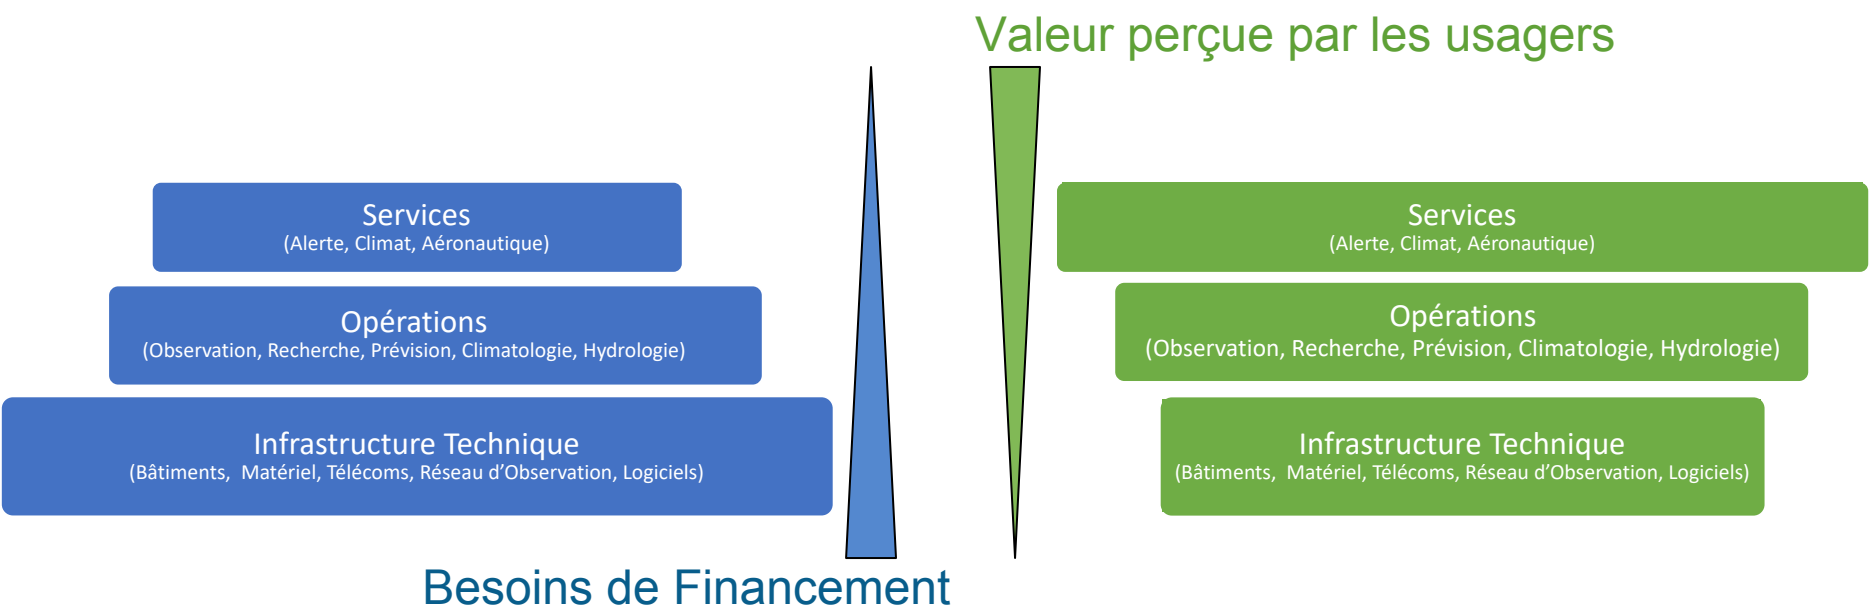 Valeur perçue par les usagers
Services
(Alerte, Climat, Aéronautique)
Opérations
(Observation, Recherche, Prévision, Climatologie, Hydrologie)
Infrastructure Technique
(Bâtiments,  Matériel, Télécoms, Réseau d’Observation, Logiciels)
Services
(Alerte, Climat, Aéronautique)
Opérations
(Observation, Recherche, Prévision, Climatologie, Hydrologie)
Infrastructure Technique
(Bâtiments,  Matériel, Télécoms, Réseau d’Observation, Logiciels)
Besoins de Financement